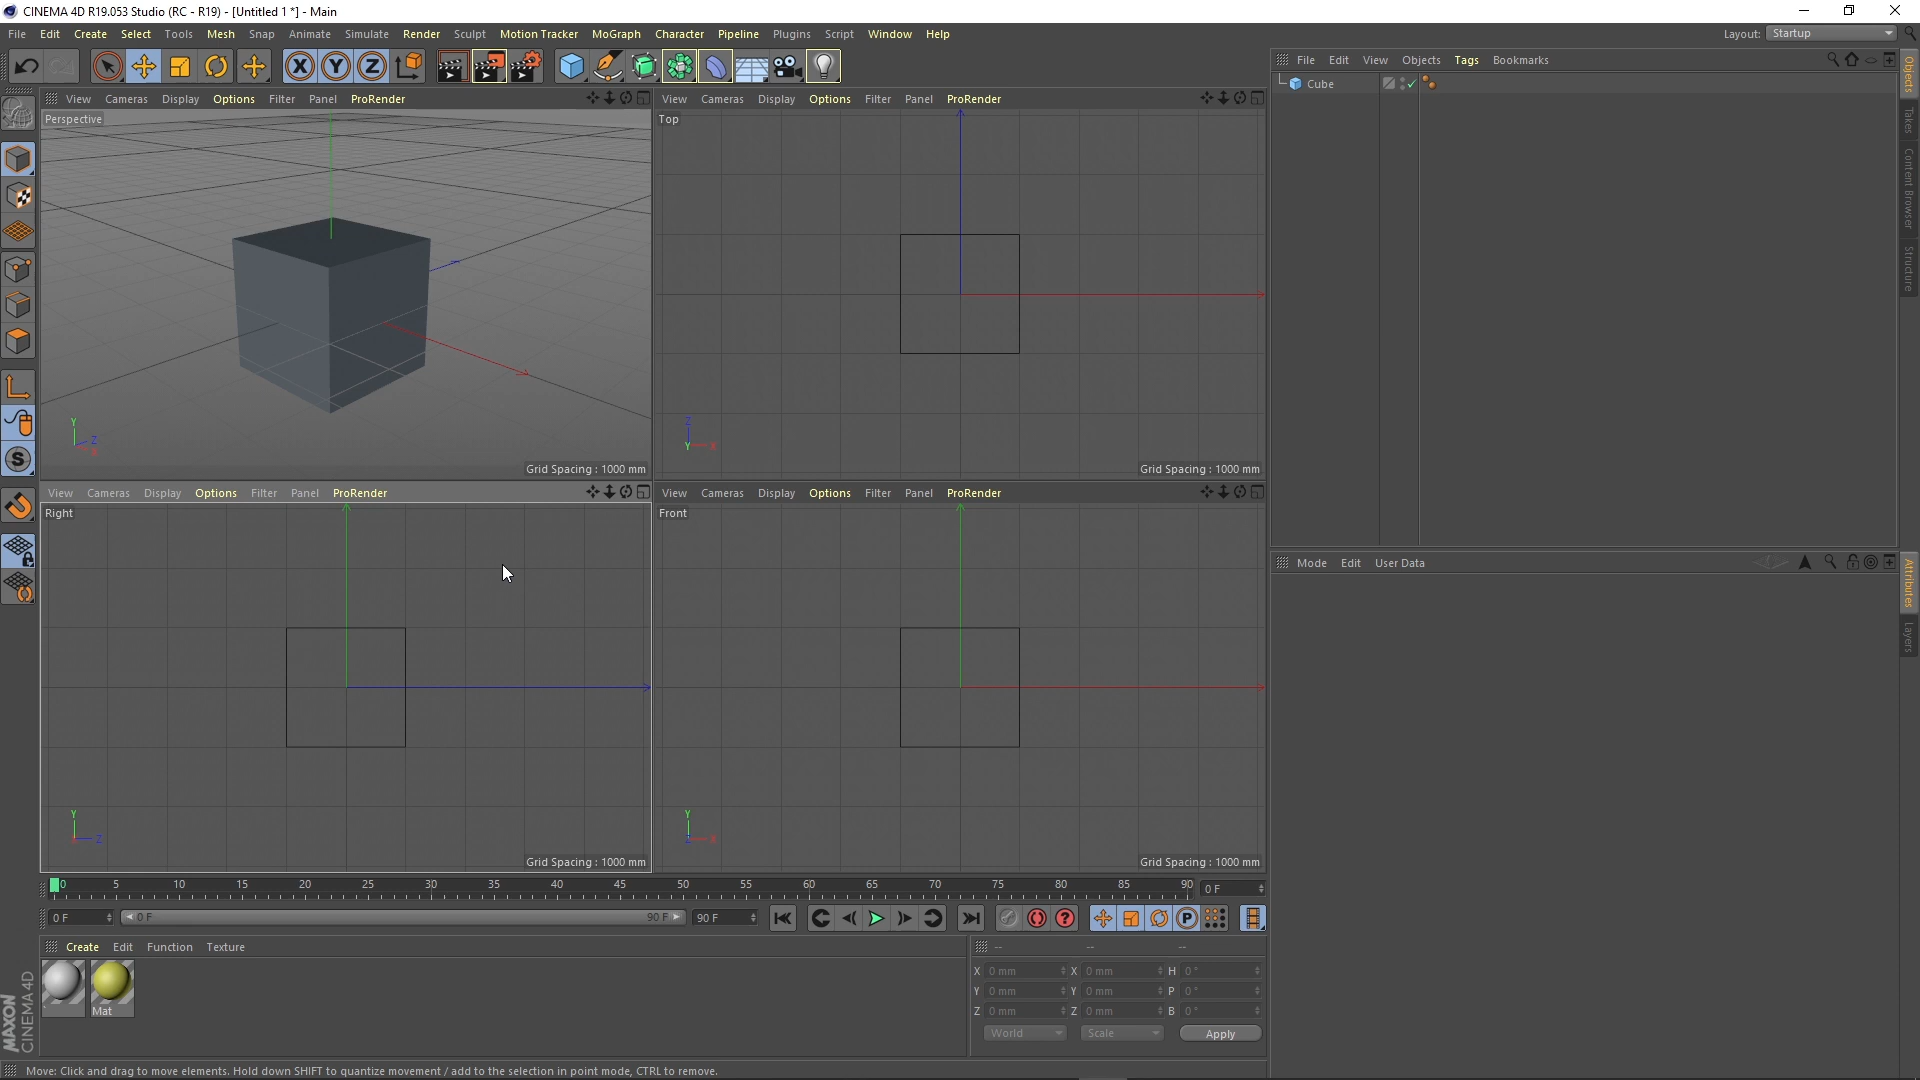 CINEMA 4D R19.053 Studio (RC - R19) - [Untitled 1 *] - Main
File Edit Create Select Tools Mesh Snap Animate Simulate Render Sculpt Motion Tracker MoGraph Character Pipeline Plugins Script Window Help
Layout: Startup
X Y Z
File Edit View Objects Tags Bookmarks
Cube
Objects
Takes
Content Browser
Structure
View Cameras Display Options Filter Panel ProRender
Perspective
Y
Z
X
Grid Spacing : 1000 mm
View Cameras Display Options Filter Panel ProRender
Top
Z
Y X
Grid Spacing : 1000 mm
S
View Cameras Display Options Filter Panel ProRender
Right
Y
Z
Grid Spacing : 1000 mm
View Cameras Display Options Filter Panel ProRender
Front
Y
Z X
Grid Spacing : 1000 mm
Mode Edit User Data
Attributes
Layers
0 5 10 15 20 25 30 35 40 45 50 55 60 65 70 75 80 85 90
0 F
0 F 0 F 90 F 90 F
P
Create Edit Function Texture
Mat
-- -- --
X 0 mm X 0 mm H 0 °
Y 0 mm Y 0 mm P 0 °
Z 0 mm Z 0 mm B 0 °
World Scale Apply
MAXON
CINEMA 4D
Move: Click and drag to move elements. Hold down SHIFT to quantize movement / add to the selection in point mode, CTRL to remove.